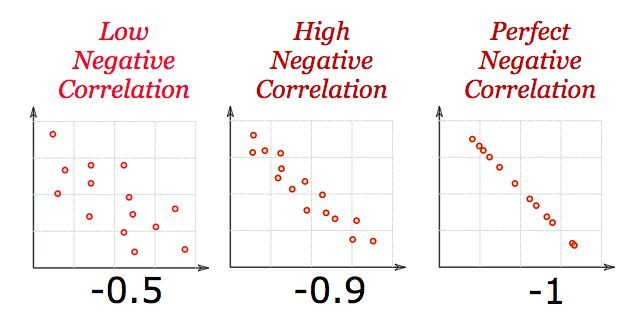 Low
Negative
Correlation
High
Negative
Correlation
Perfect
Negative
Correlation
-0.5
-0.9
-1